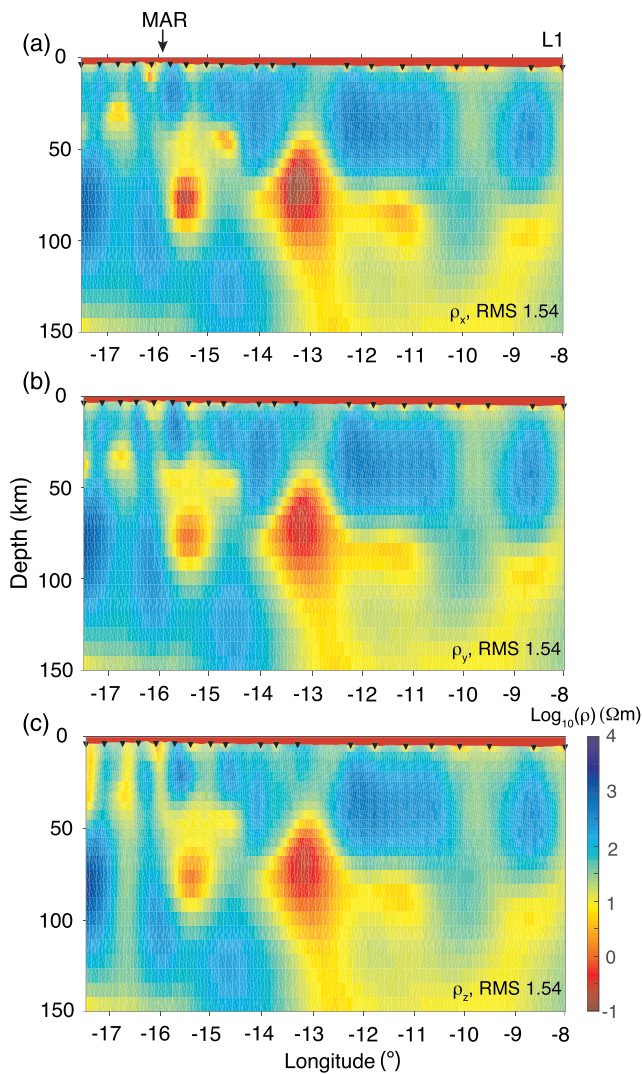 MAR
(a) L1
0
50
100
150
ρx, RMS 1.54
-17 -16 -15 -14 -13 -12 -11 -10 -9 -8
(b)
0
50
100
150
Depth (km)
ρy, RMS 1.54
-17 -16 -15 -14 -13 -12 -11 -10 -9 -8
(c)
Log10(ρ) (Ωm)
0
50
100
150
ρz, RMS 1.54
4
3
2
1
0
-1
-17 -16 -15 -14 -13 -12 -11 -10 -9 -8
Longitude (°)